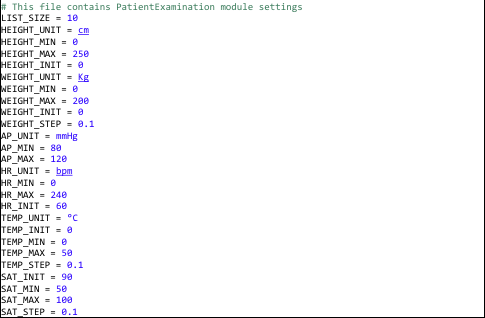 # This file contains PatientExamination module settings
LIST_SIZE = 10
HEIGHT_UNIT = cm
HEIGHT_MIN = 0
HEIGHT_MAX = 250
HEIGHT_INIT = 0
WEIGHT_UNIT = Kg
WEIGHT_MIN = 0
WEIGHT_MAX = 200
WEIGHT_INIT = 0
WEIGHT_STEP = 0.1
AP_UNIT = mmHg
AP_MIN = 80
AP_MAX = 120
HR_UNIT = bpm
HR_MIN = 0
HR_MAX = 240
HR_INIT = 60
TEMP_UNIT = ºC
TEMP_INIT = 0
TEMP_MIN = 0
TEMP_MAX = 50
TEMP_STEP = 0.1
SAT_INIT = 90
SAT_MIN = 50
SAT_MAX = 100
SAT_STEP = 0.1